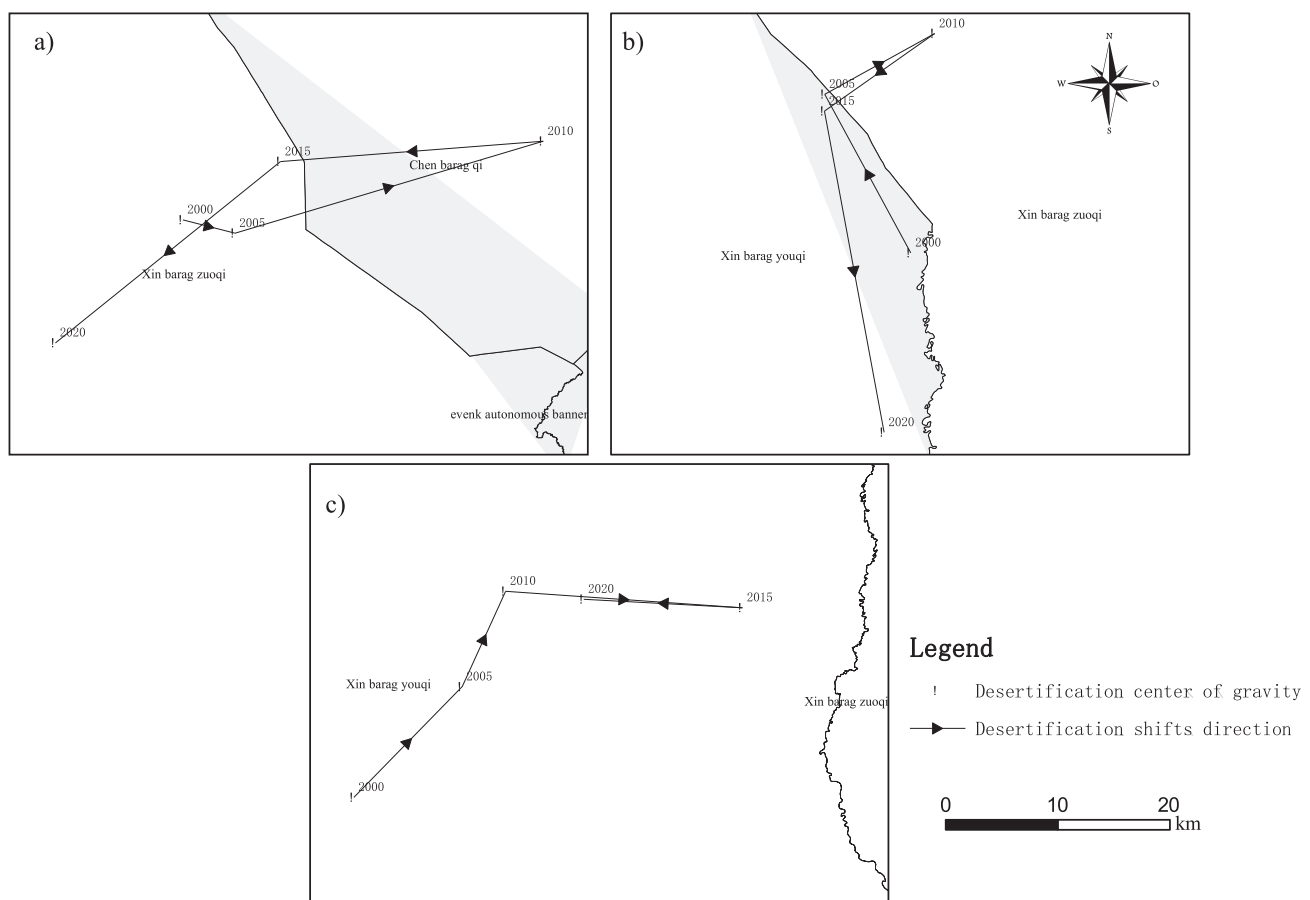 a)
2010
2015
Chen barag qi
2000
2005
Xin barag zuoqi
2020
evenk autonomous banner
b)
2010
N
W
O
S
2005
2015
Xin barag zuoqi
2000
Xin barag youqi
2020
c)
2010
2020
2015
2005
Xin barag youqi
Xin barag zuoqi
2000
Legend
! Desertification center of gravity
Desertification shifts direction
0 10 20
km